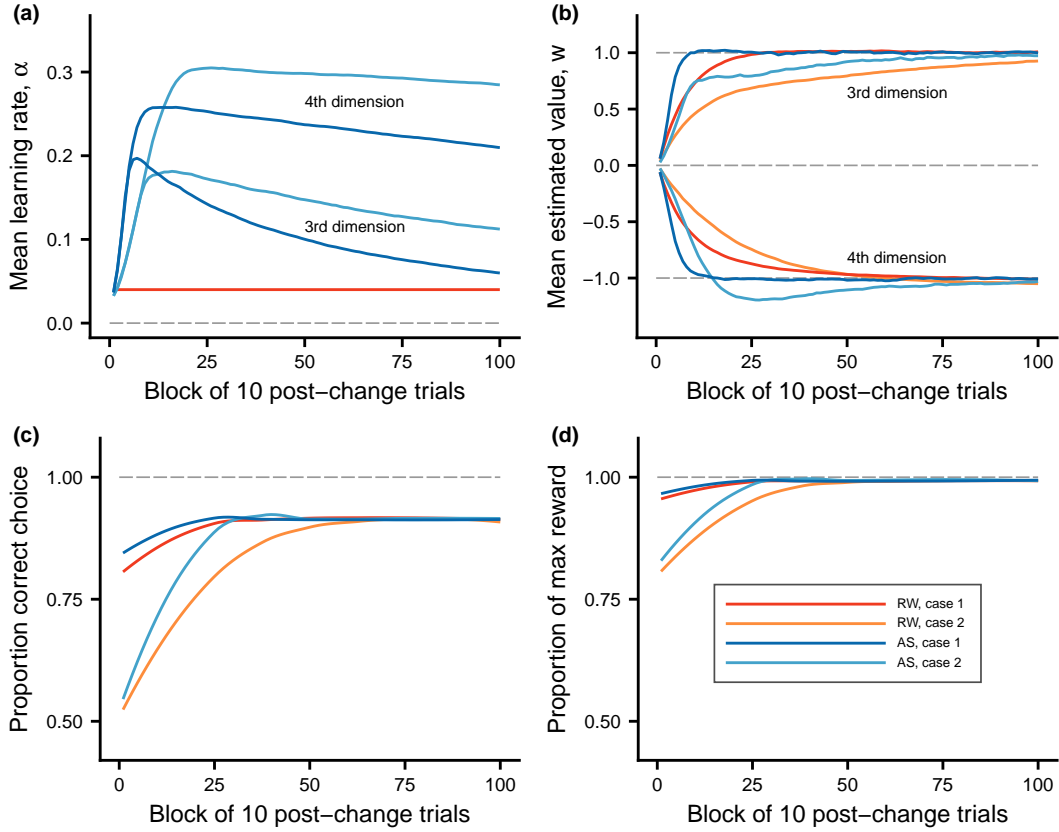 (a)
Mean learning rate, α
0.3
0.2
0.1
0.0
4th dimension
3rd dimension
0
25
50
75
100
Block of 10 post−change trials
(b)
Mean estimated value, w
1.0
0.5
0.0
−0.5
−1.0
3rd dimension
4th dimension
0
25
50
75
100
Block of 10 post−change trials
(c)
Proportion correct choice
1.00
0.75
0.50
0
25
50
75
100
Block of 10 post−change trials
(d)
Proportion of max reward
1.00
0.75
0.50
RW, case 1
RW, case 2
AS, case 1
AS, case 2
0
25
50
75
100
Block of 10 post−change trials